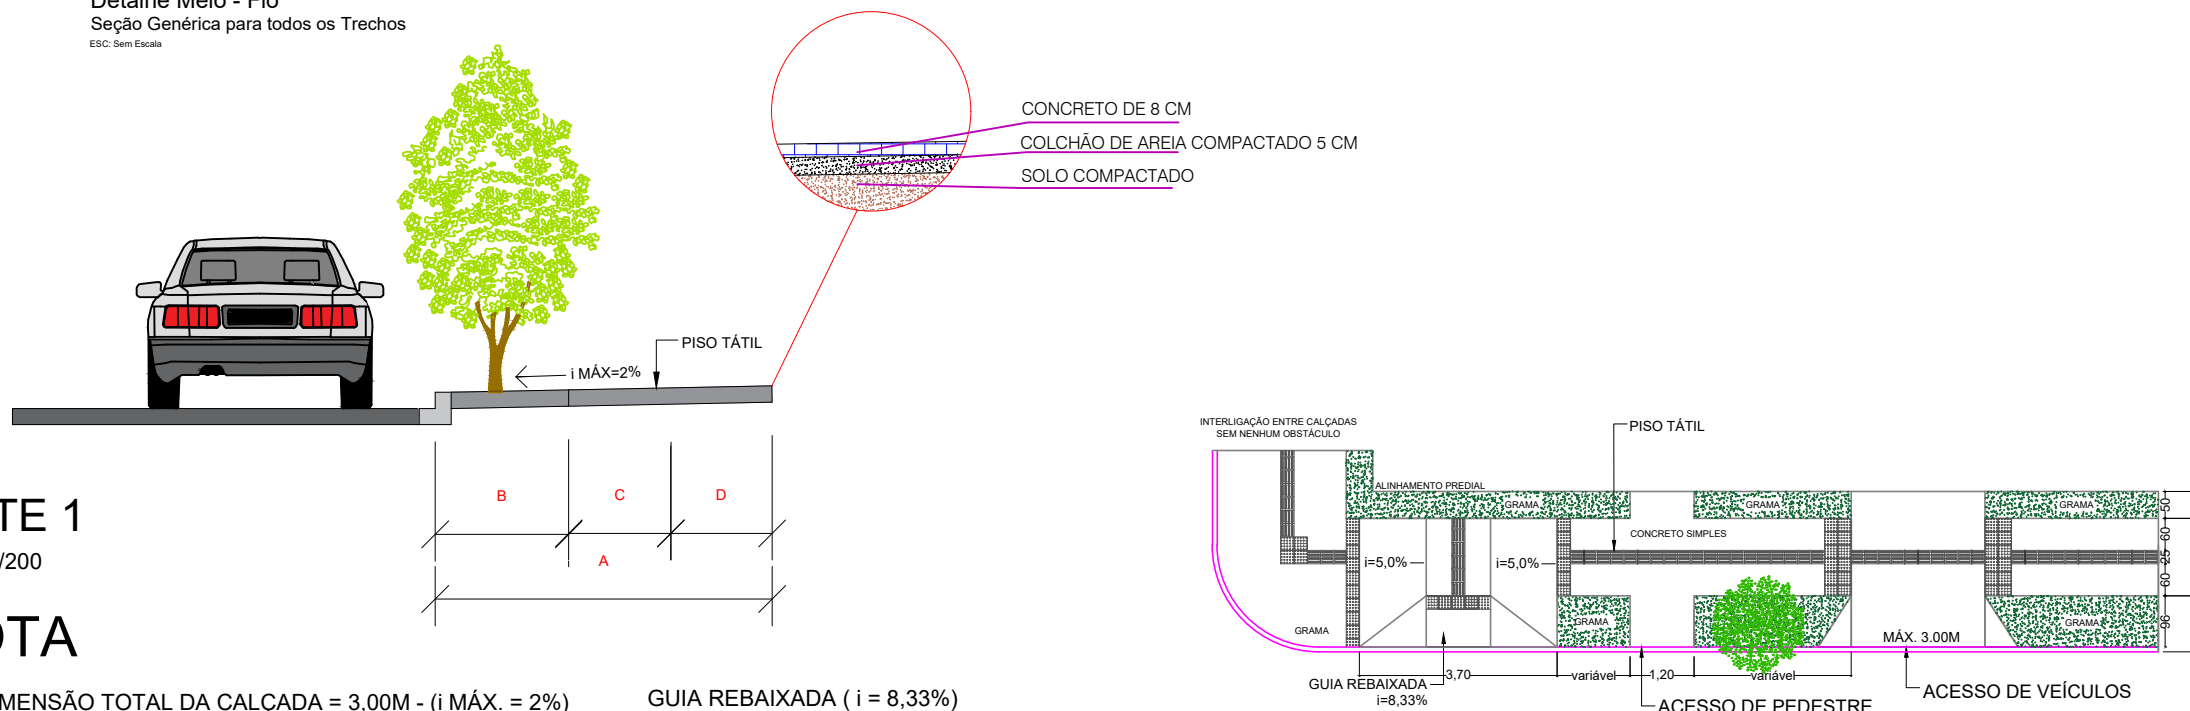 Detalhe Meio - Fio
Seção Genérica para todos os Trechos
ESC: Sem Escala
CONCRETO DE 8 CM
COLCHÃO DE AREIA COMPACTADO 5 CM
SOLO COMPACTADO
PISO TÁTIL
i MÁX=2%
B
C
D
A
TE 1
/200
OTA
MENSÃO TOTAL DA CALÇADA = 3,00M - (i MÁX. = 2%)
GUIA REBAIXADA ( i = 8,33%)
INTERLIGAÇÃO ENTRE CALÇADAS
SEM NENHUM OBSTÁCULO
PISO TÁTIL
ALINHAMENTO PREDIAL
GRAMA
GRAMA
GRAMA
CONCRETO SIMPLES
i=5,0%
i=5,0%
GRAMA
GRAMA
GRAMA
MÁX. 3.00M
50
60
25
60
96
3,70
variável
1,20
variável
GUIA REBAIXADA
i=8,33%
ACESSO DE PEDESTRE
ACESSO DE VEÍCULOS